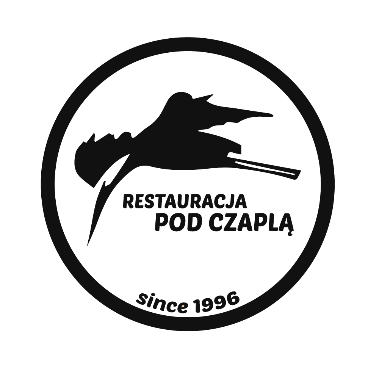 RESTAURACJA
POD CZAPLĄ
since 1996